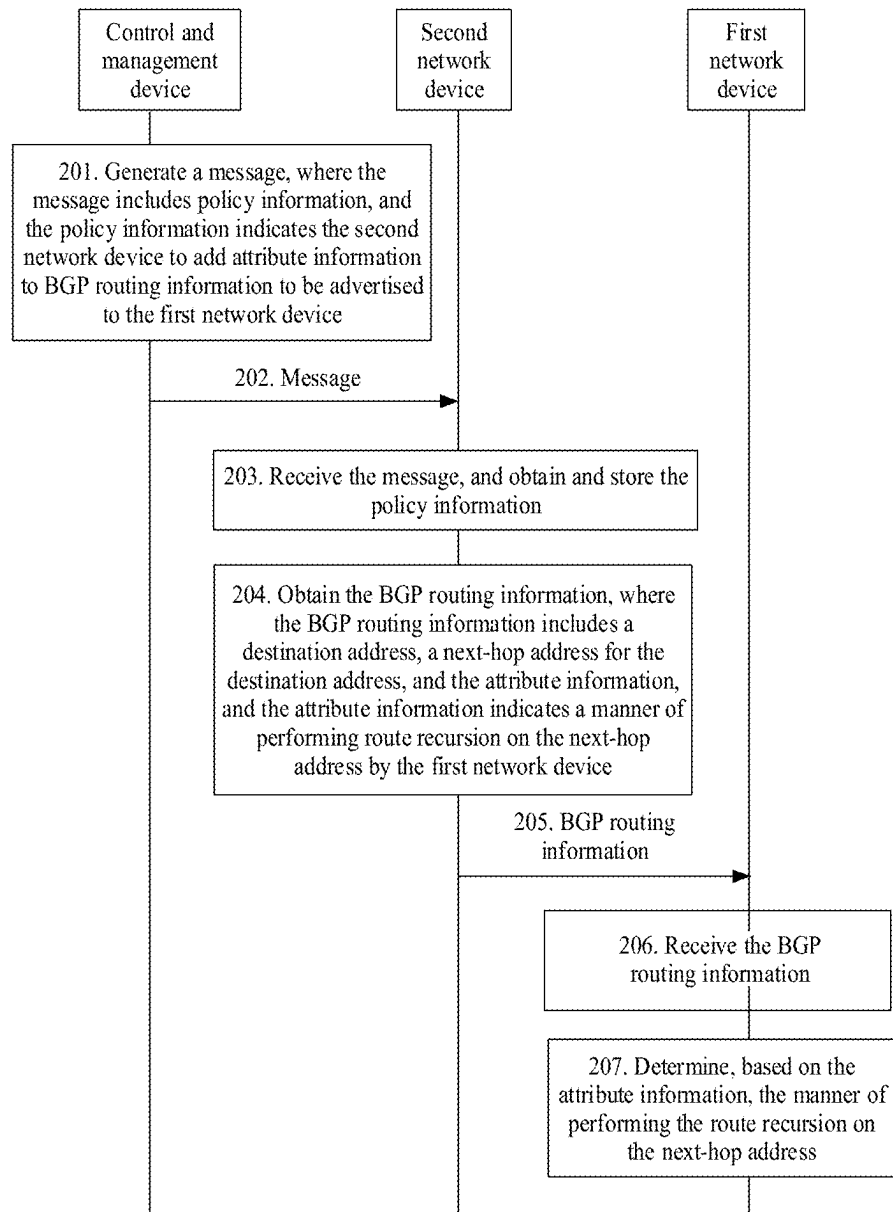 Control and
management
device
Second
network
device
First
network
device
201. Generate a message, where the
message includes policy information, and
the policy information indicates the second
network device to add attribute information
to BGP routing information to be advertised
to the first network device
202. Message
203. Receive the message, and obtain and store the
policy information
204. Obtain the BGP routing information, where
the BGP routing information includes a
destination address, a next-hop address for the
destination address, and the attribute information,
and the attribute information indicates a manner of
performing route recursion on the next-hop
address by the first network device
205. BGP routing
information
206. Receive the BGP
routing information
207. Determine, based on the
attribute information, the manner of
performing the route recursion on
the next-hop address